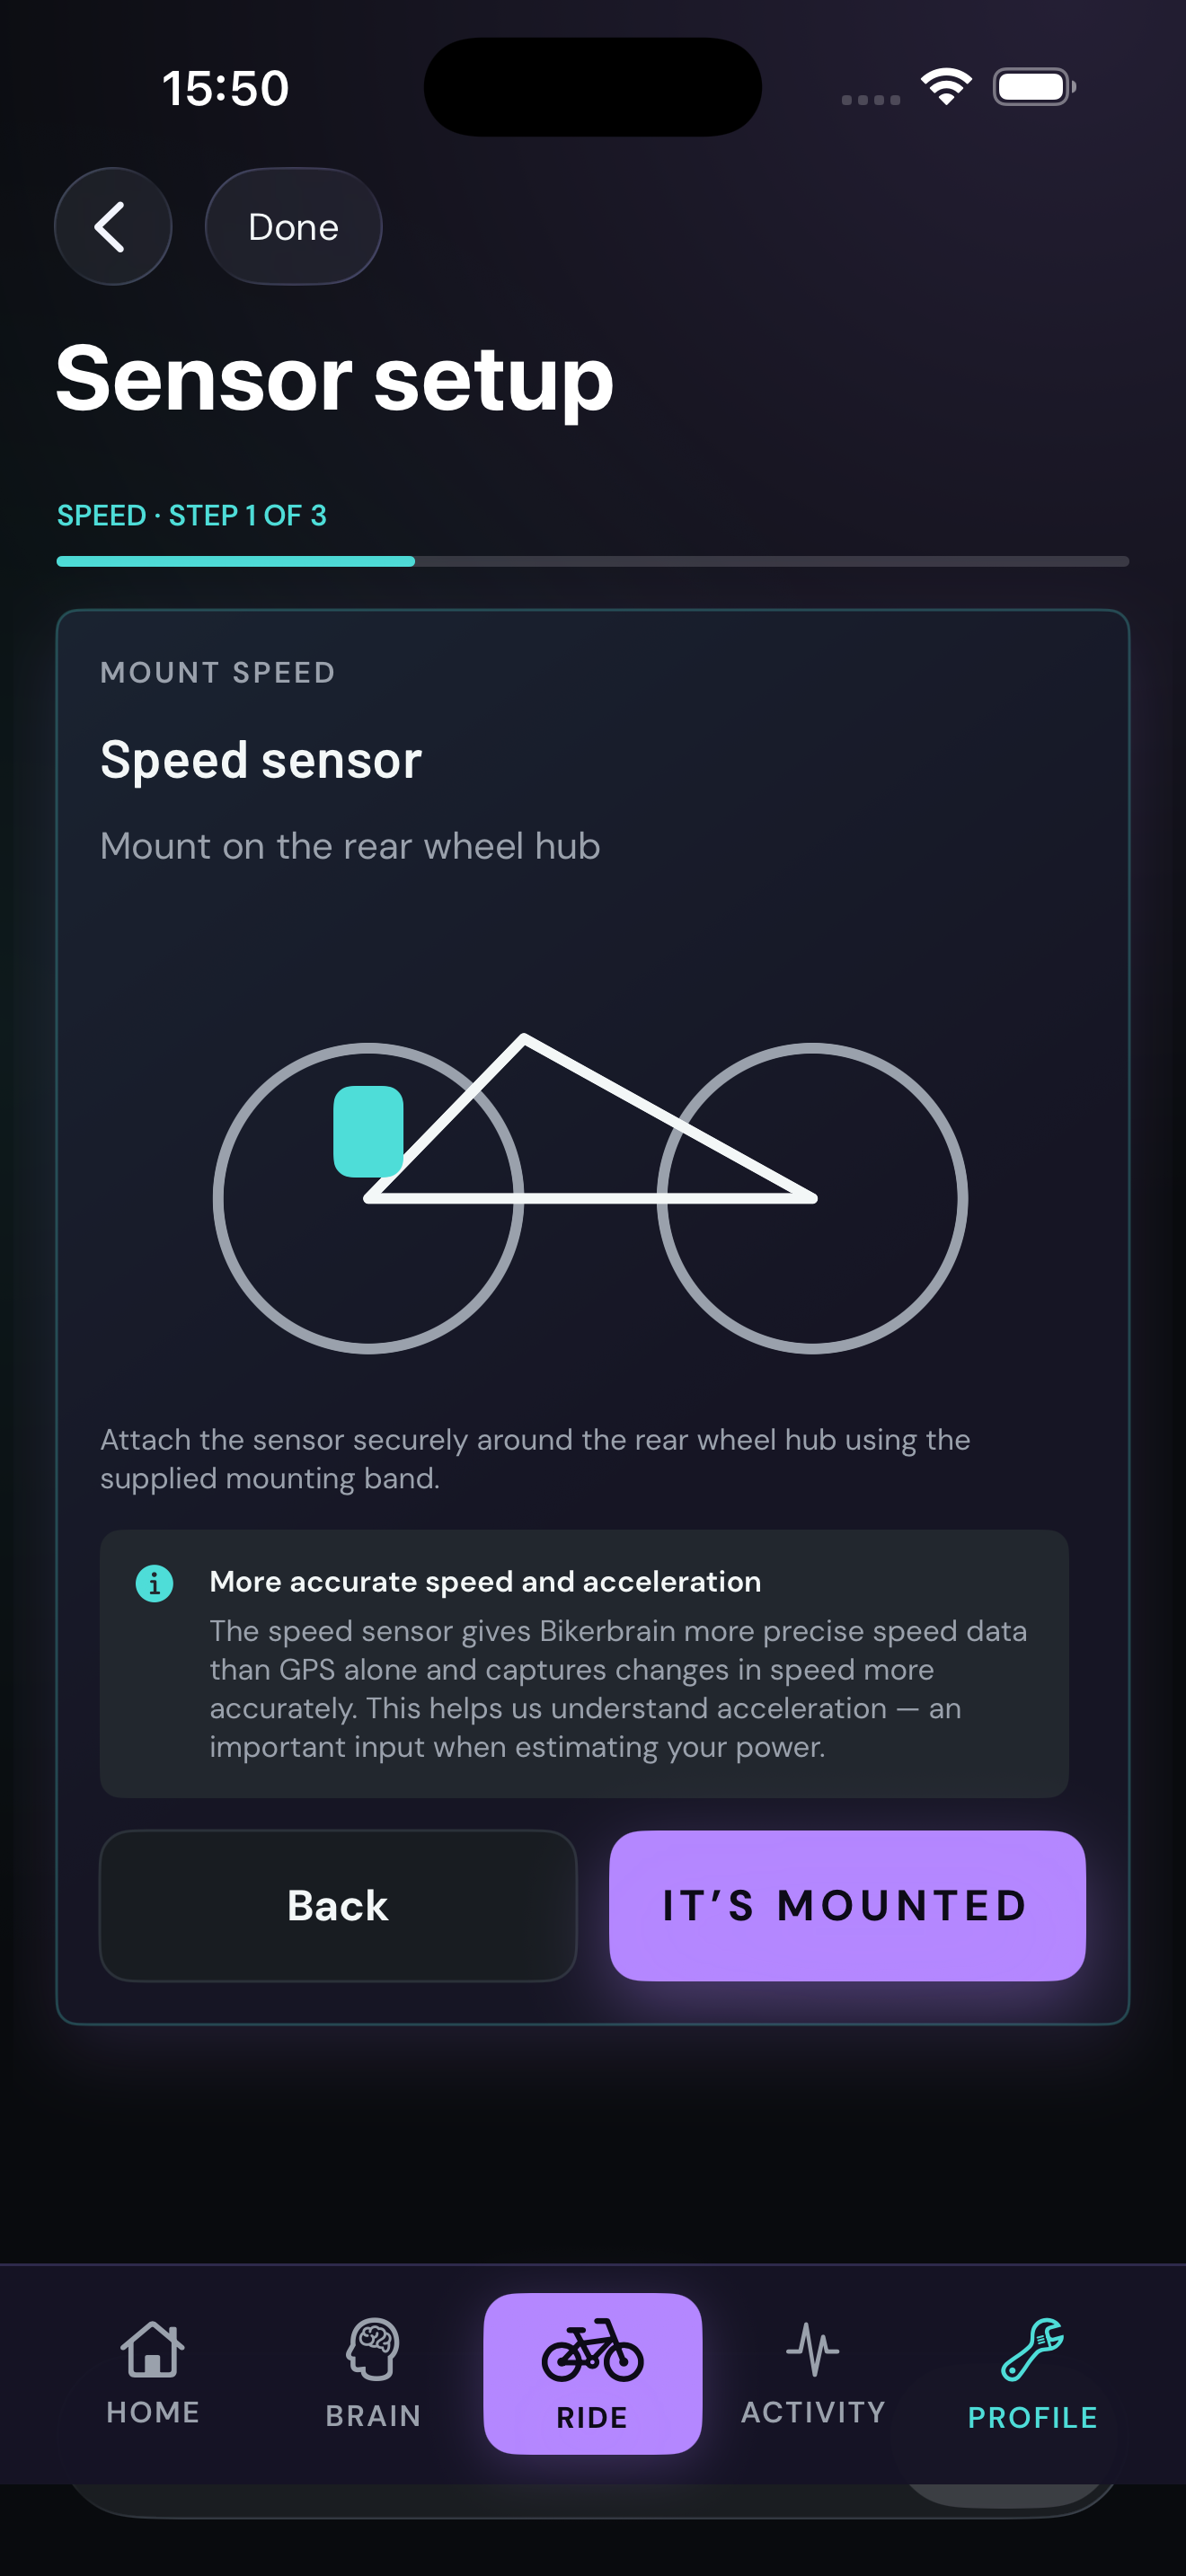 15:50
Done
Sensor setup
SPEED · STEP 1 OF 3
MOUNT SPEED
Speed sensor
Mount on the rear wheel hub
Attach the sensor securely around the rear wheel hub using the
supplied mounting band.
More accurate speed and acceleration
The speed sensor gives Bikerbrain more precise speed data
than GPS alone and captures changes in speed more
accurately. This helps us understand acceleration — an
important input when estimating your power.
Back
IT’S MOUNTED
HOME
BRAIN
RIDE
ACTIVITY
PROFILE